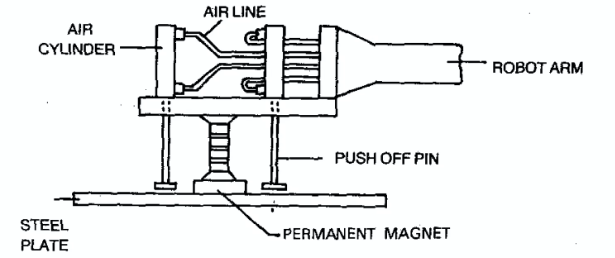 AIR LINE
AIR
CYLINDER
ROBOT ARM
PUSH OFF PIN
STEEL
PLATE
PERMANENT MAGNET